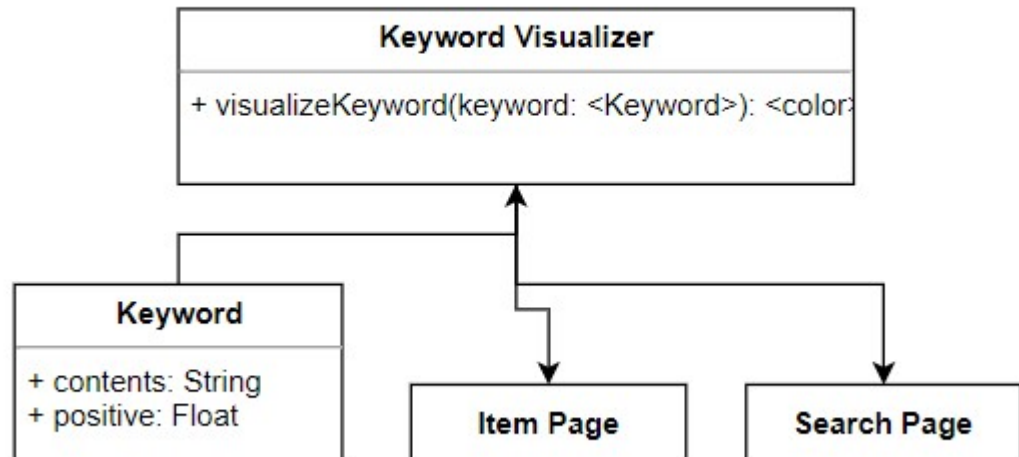 Keyword Visualizer
+ visualizeKeyword(keyword: <Keyword>): <color>
Keyword
+ contents: String
+ positive: Float
Item Page
Search Page